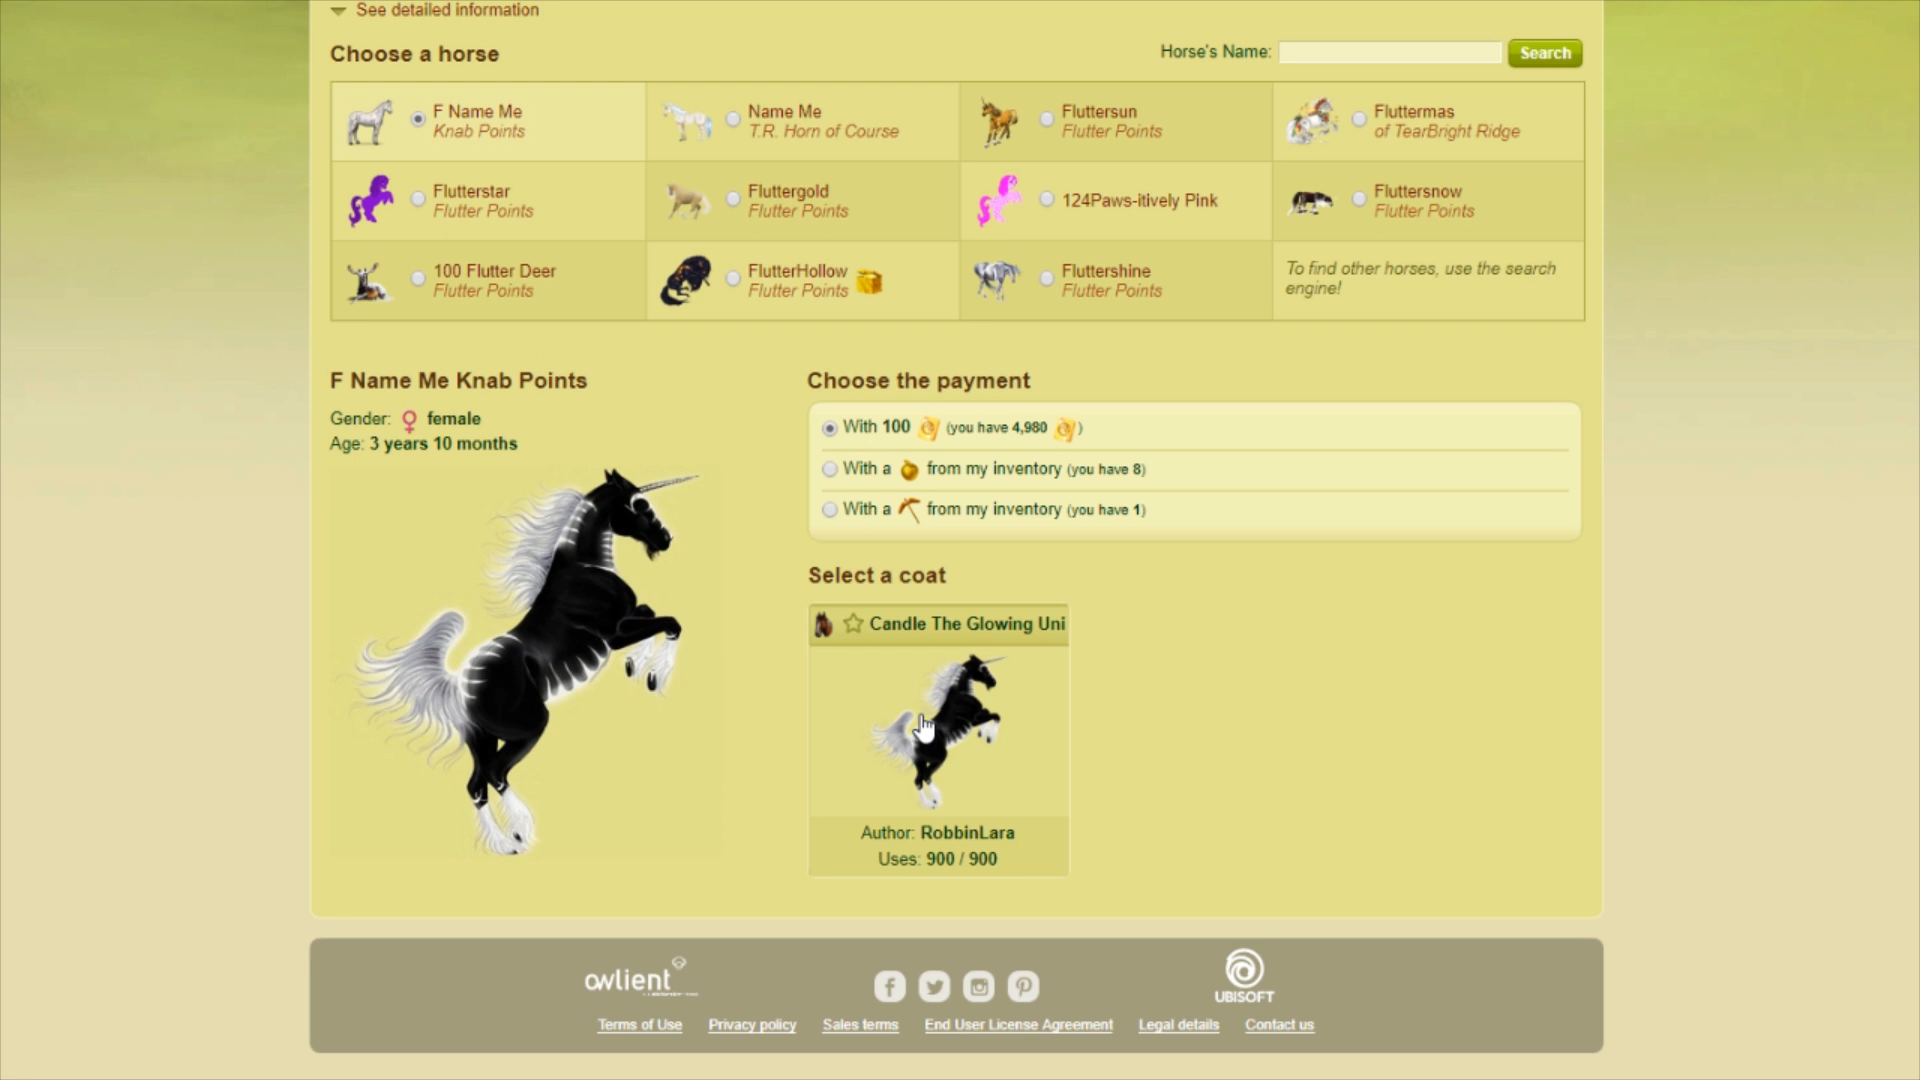 See detailed information
Choose a horse
Horse's Name:
Search
F Name Me
Knab Points
Name Me
T.R. Horn of Course
Fluttersun
Flutter Points
Fluttermas
of TearBright Ridge
Flutterstar
Flutter Points
Fluttergold
Flutter Points
124Paws-itively Pink
Fluttersnow
Flutter Points
100 Flutter Deer
Flutter Points
FlutterHollow
Flutter Points
Fluttershine
Flutter Points
To find other horses, use the search
engine!
F Name Me Knab Points
Gender: female
Age: 3 years 10 months
Choose the payment
With 100 (you have 4,980 )
With a from my inventory (you have 8)
With a from my inventory (you have 1)
Select a coat
Candle The Glowing Uni
Author: RobbinLara
Uses: 900 / 900
owlient
UBISOFT
Terms of Use Privacy policy Sales terms End User License Agreement Legal details Contact us